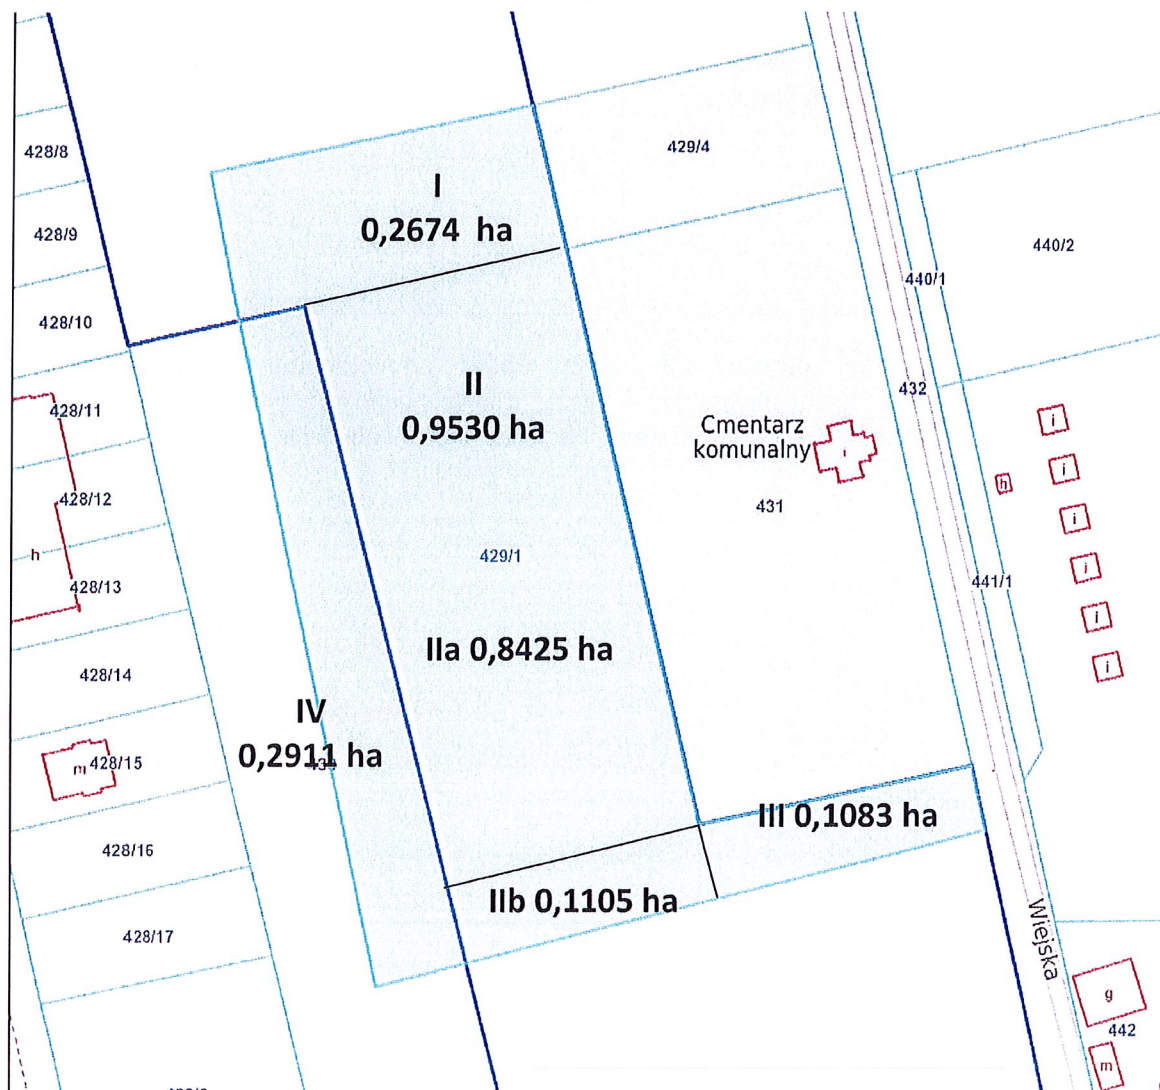 428/8
429/4
I
0,2674 ha
428/9
440/2
440/1
428/10
II
0,9530 ha
432
428/11
Cmentarz
komunalny
i
i
i
h
428/12
431
i
h
429/1
i
441/1
428/13
i
IIa 0,8425 ha
i
428/14
IV
0,2911 ha
m
428/15
III 0,1083 ha
428/16
IIb 0,1105 ha
428/17
Wiejska
g
442
m